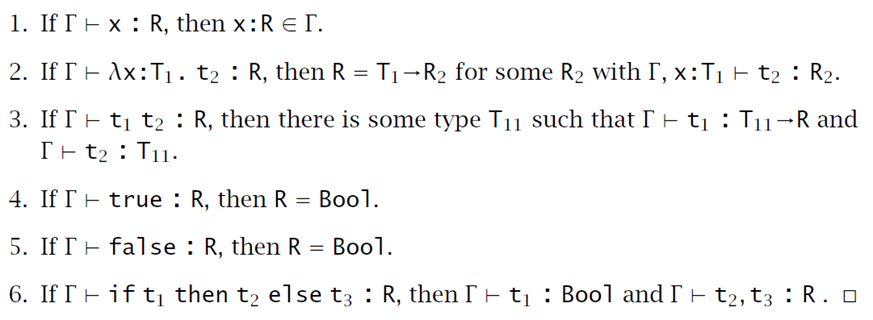 1. If Γ ⊢ x : R, then x:R ∈ Γ.
2. If Γ ⊢ λx:T₁. t₂ : R, then R = T₁→R₂ for some R₂ with Γ, x:T₁ ⊢ t₂ : R₂.
3. If Γ ⊢ t₁ t₂ : R, then there is some type T₁₁ such that Γ ⊢ t₁ : T₁₁→R and
Γ ⊢ t₂ : T₁₁.
4. If Γ ⊢ true : R, then R = Bool.
5. If Γ ⊢ false : R, then R = Bool.
6. If Γ ⊢ if t₁ then t₂ else t₃ : R, then Γ ⊢ t₁ : Bool and Γ ⊢ t₂, t₃ : R. □